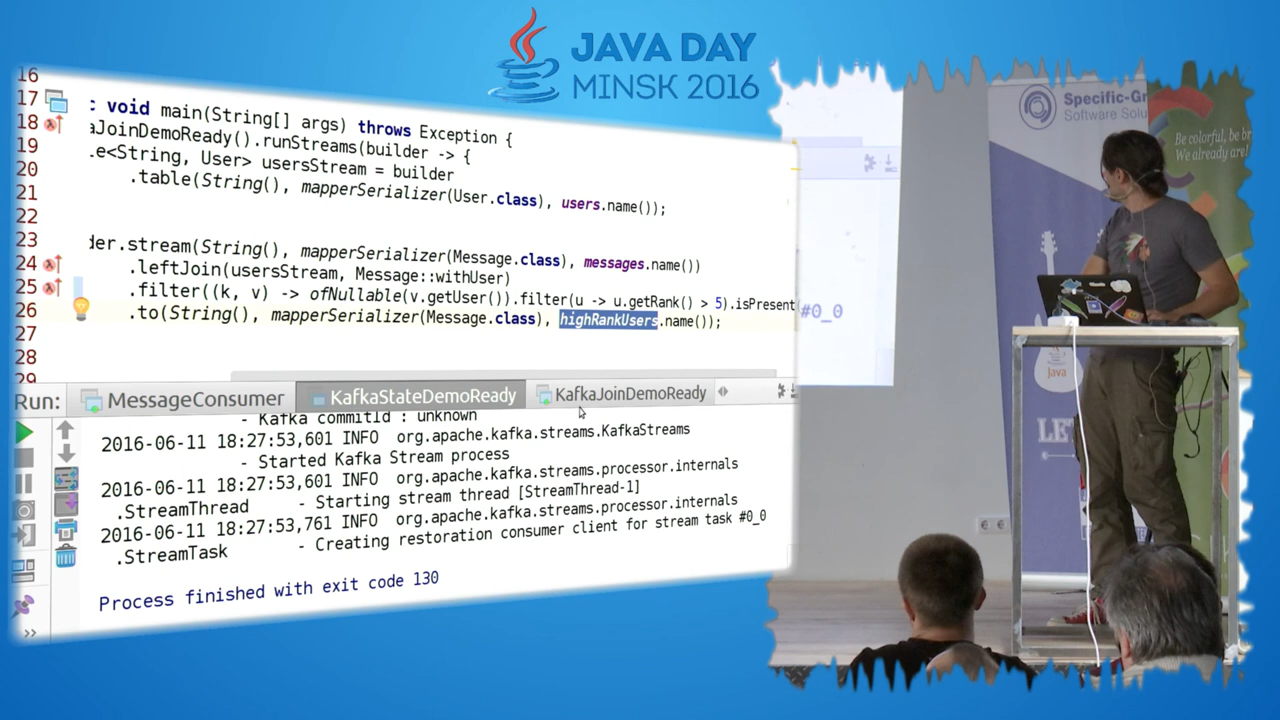 JAVA DAY
MINSK 2016
16
17
18
19
20
21
22
23
24
25
26
27
28
29
c void main(String[] args) throws Exception {
aJoinDemoReady().runStreams(builder -> {
.e<String, User> usersStream = builder
.table(String(), mapperSerializer(User.class), users.name());
der.stream(String(), mapperSerializer(Message.class), messages.name())
.leftJoin(usersStream, Message::withUser)
.filter((k, v) -> ofNullable(v.getUser()).filter(u -> u.getRank() > 5).isPresent
.to(String(), mapperSerializer(Message.class), highRankUsers.name());
Run: MessageConsumer KafkaStateDemoReady KafkaJoinDemoReady
- Kafka commitId : unknown
2016-06-11 18:27:53,601 INFO org.apache.kafka.streams.KafkaStreams
- Started Kafka Stream process
2016-06-11 18:27:53,601 INFO org.apache.kafka.streams.processor.internals
.StreamThread - Starting stream thread [StreamThread-1]
2016-06-11 18:27:53,761 INFO org.apache.kafka.streams.processor.internals
.StreamTask - Creating restoration consumer client for stream task #0_0
Process finished with exit code 130
#0_0
Specific-Gr
Software Solu
Be colorful, be br
We already are!
Java
LE